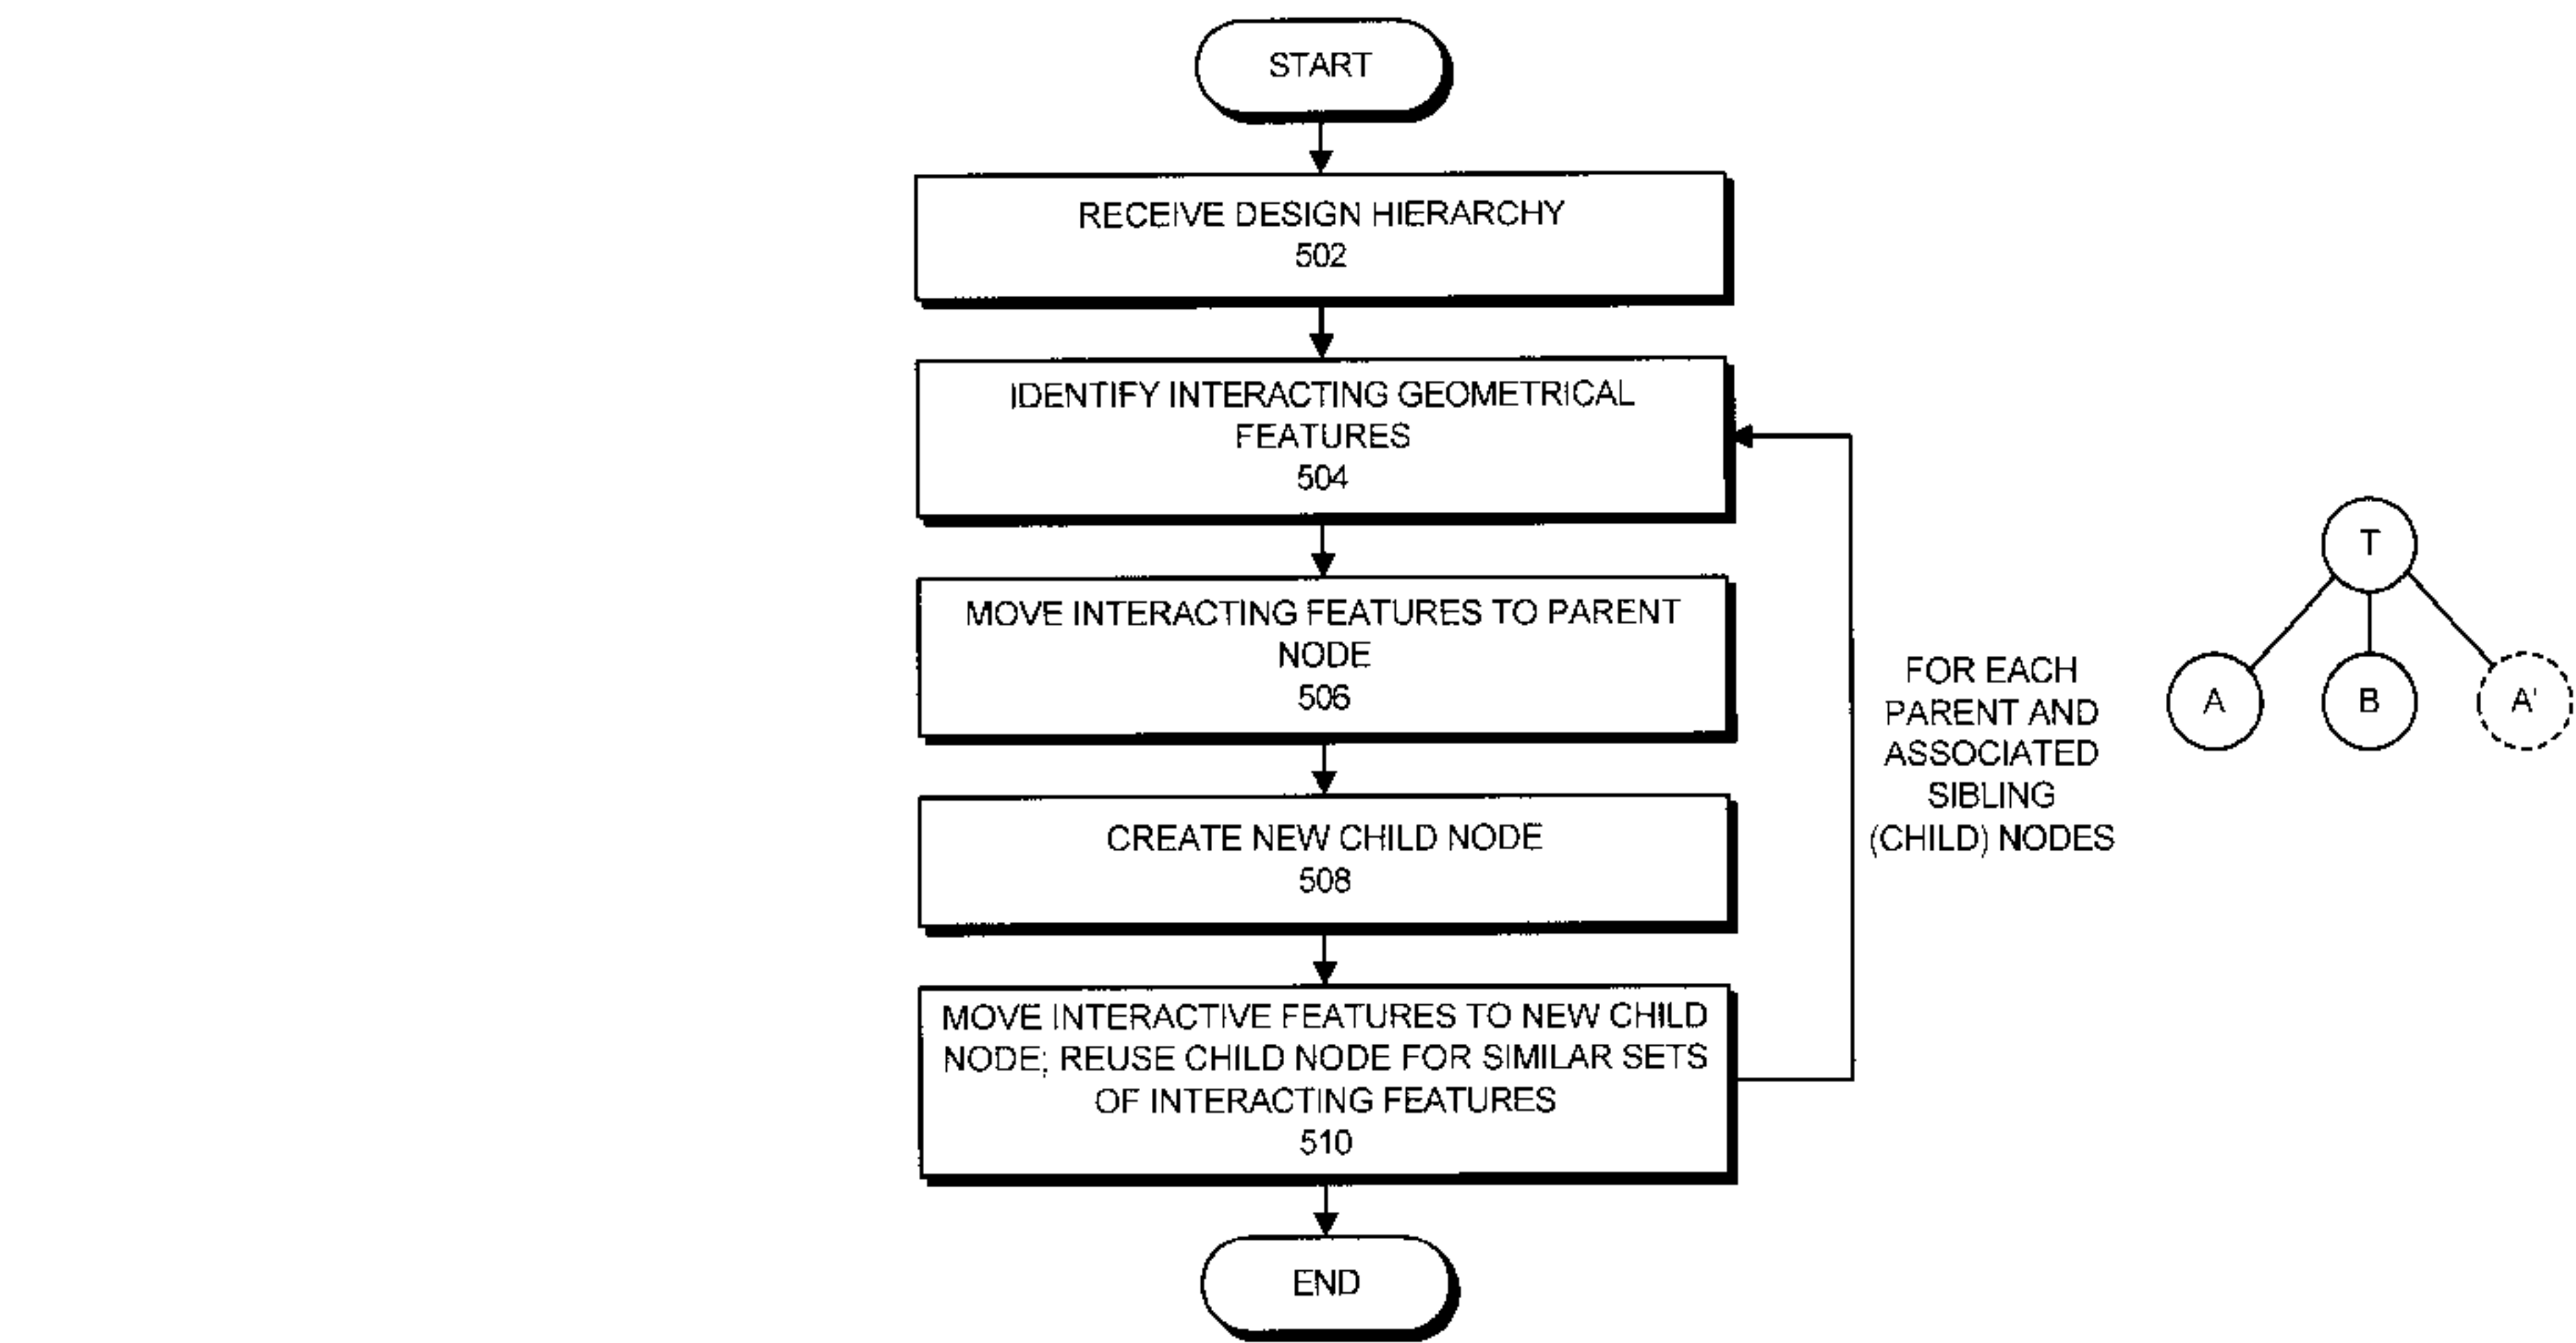 START
RECEIVE DESIGN HIERARCHY
502
IDENTIFY INTERACTING GEOMETRICAL
FEATURES
504
MOVE INTERACTING FEATURES TO PARENT
NODE
506
CREATE NEW CHILD NODE
508
MOVE INTERACTIVE FEATURES TO NEW CHILD
NODE; REUSE CHILD NODE FOR SIMILAR SETS
OF INTERACTING FEATURES
510
END
FOR EACH
PARENT AND
ASSOCIATED
SIBLING
(CHILD) NODES
T
A
B
A'